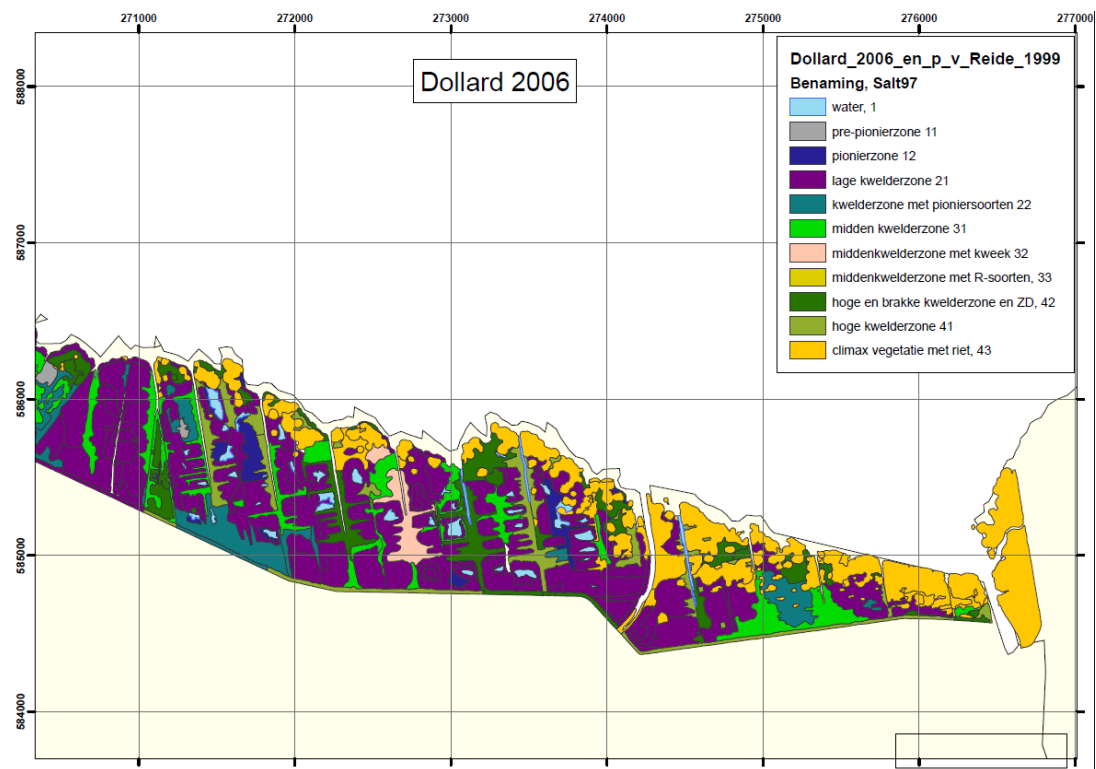 271000 272000 273000 274000 275000 276000 277000
Dollard 2006
Dollard_2006_en_p_v_Reide_1999
Benaming, Salt97
water, 1
pre-pionierzone 11
pionierzone 12
lage kwelderzone 21
kwelderzone met pioniersoorten 22
midden kwelderzone 31
middenkwelderzone met kweek 32
middenkwelderzone met R-soorten, 33
hoge en brakke kwelderzone en ZD, 42
hoge kwelderzone 41
climax vegetatie met riet, 43
588000
587000
586000
585000
584000